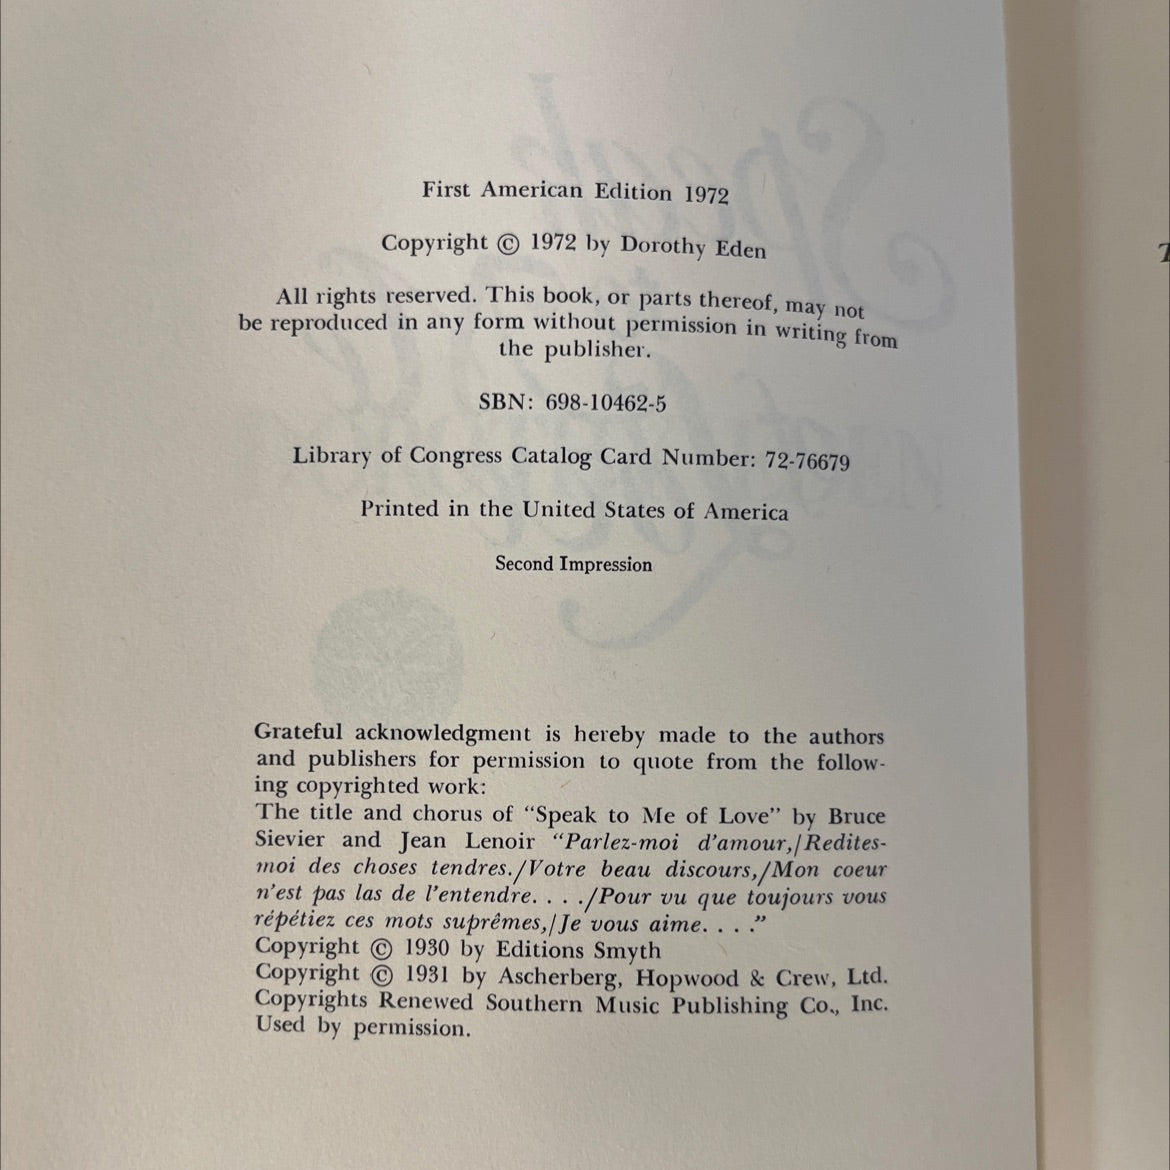 First American Edition 1972
Copyright © 1972 by Dorothy Eden
All rights reserved. This book, or parts thereof, may not
be reproduced in any form without permission in writing from
the publisher.
SBN: 698-10462-5
Library of Congress Catalog Card Number: 72-76679
Printed in the United States of America
Second Impression
Grateful acknowledgment is hereby made to the authors
and publishers for permission to quote from the follow-
ing copyrighted work:
The title and chorus of “Speak to Me of Love” by Bruce
Sievier and Jean Lenoir “Parlez-moi d’amour,/Redites-
moi des choses tendres./Votre beau discours,/Mon coeur
n’est pas las de l’entendre. . . ./Pour vu que toujours vous
répétiez ces mots suprêmes,/Je vous aime. . . .”
Copyright © 1930 by Editions Smyth
Copyright © 1931 by Ascherberg, Hopwood & Crew, Ltd.
Copyrights Renewed Southern Music Publishing Co., Inc.
Used by permission.